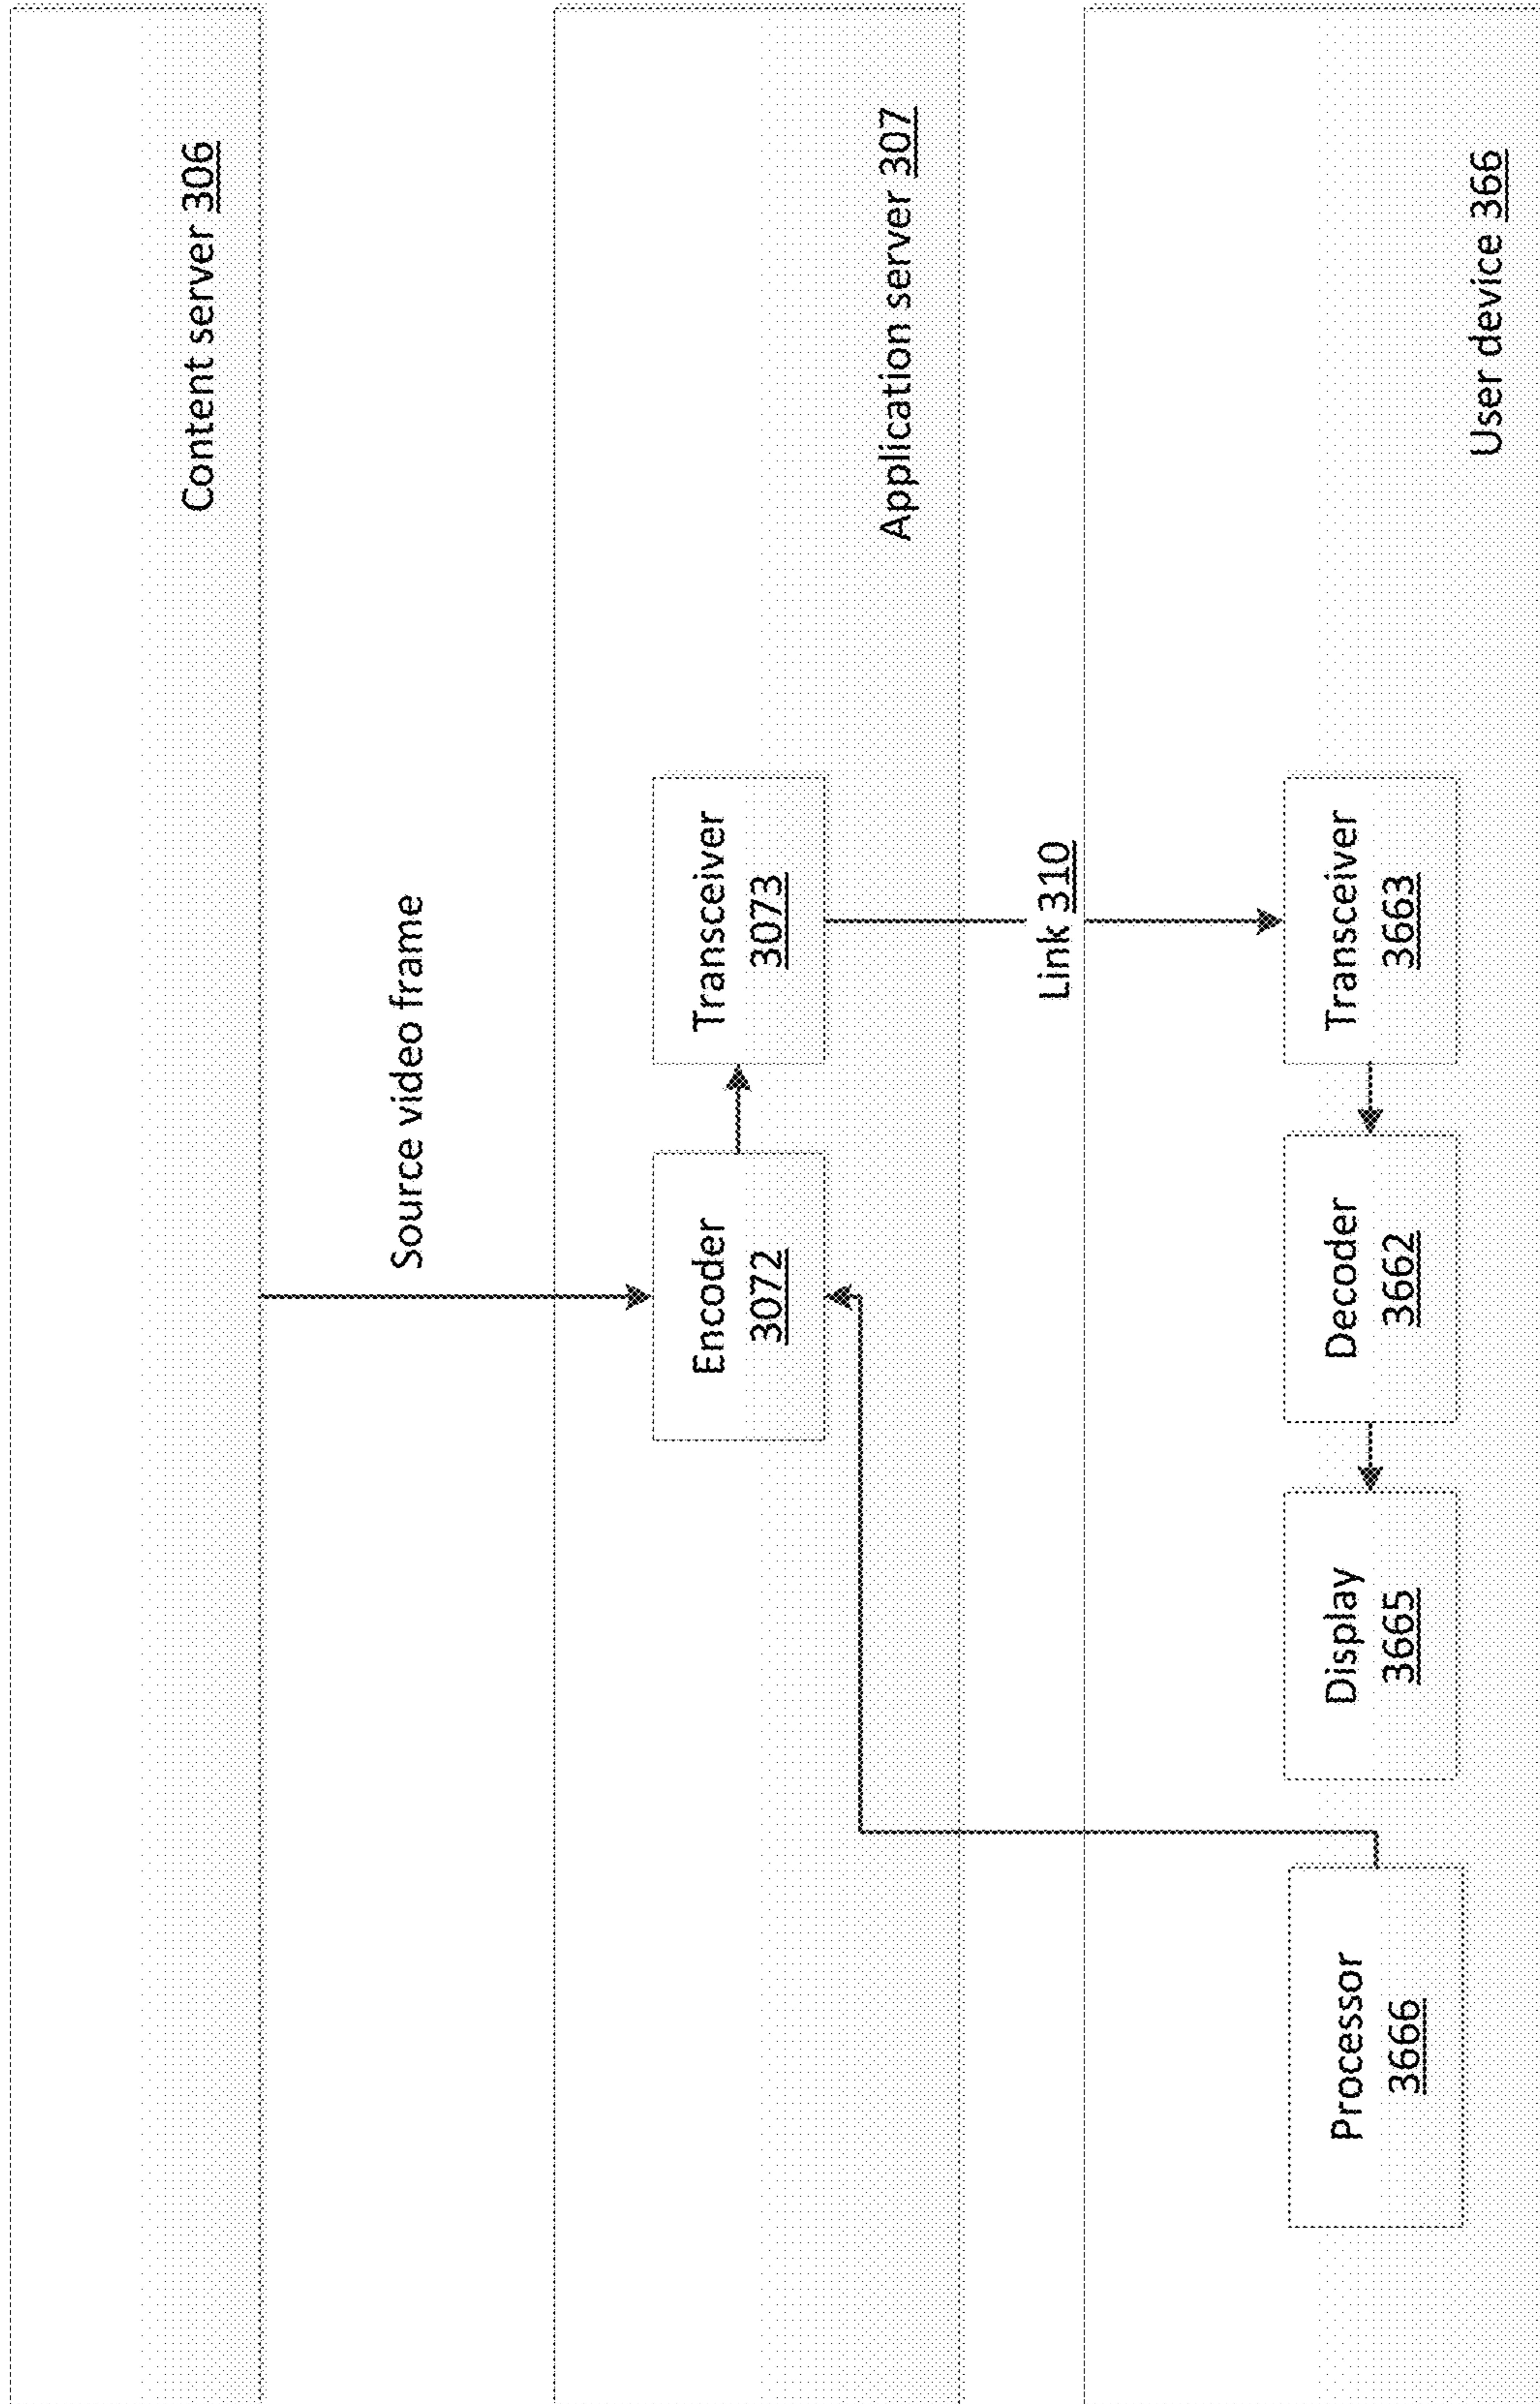 Content server 306
Source video frame
Application server 307
Encoder
3072
Transceiver
3073
Link 310
User device 366
Processor
3666
Display
3665
Decoder
3662
Transceiver
3663